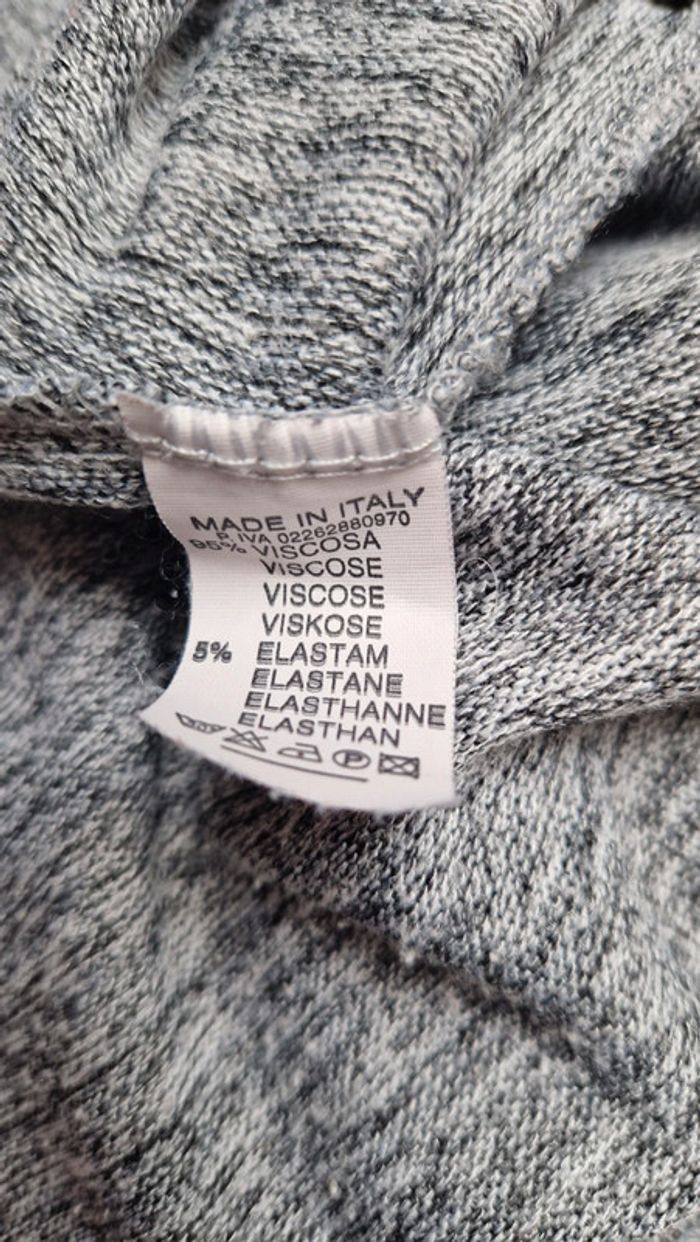 MADE IN ITALY
P. IVA 02262880970
95% VISCOSA
VISCOSE
VISCOSE
VISKOSE
5% ELASTAM
ELASTANE
ELASTHANNE
ELASTHAN
P